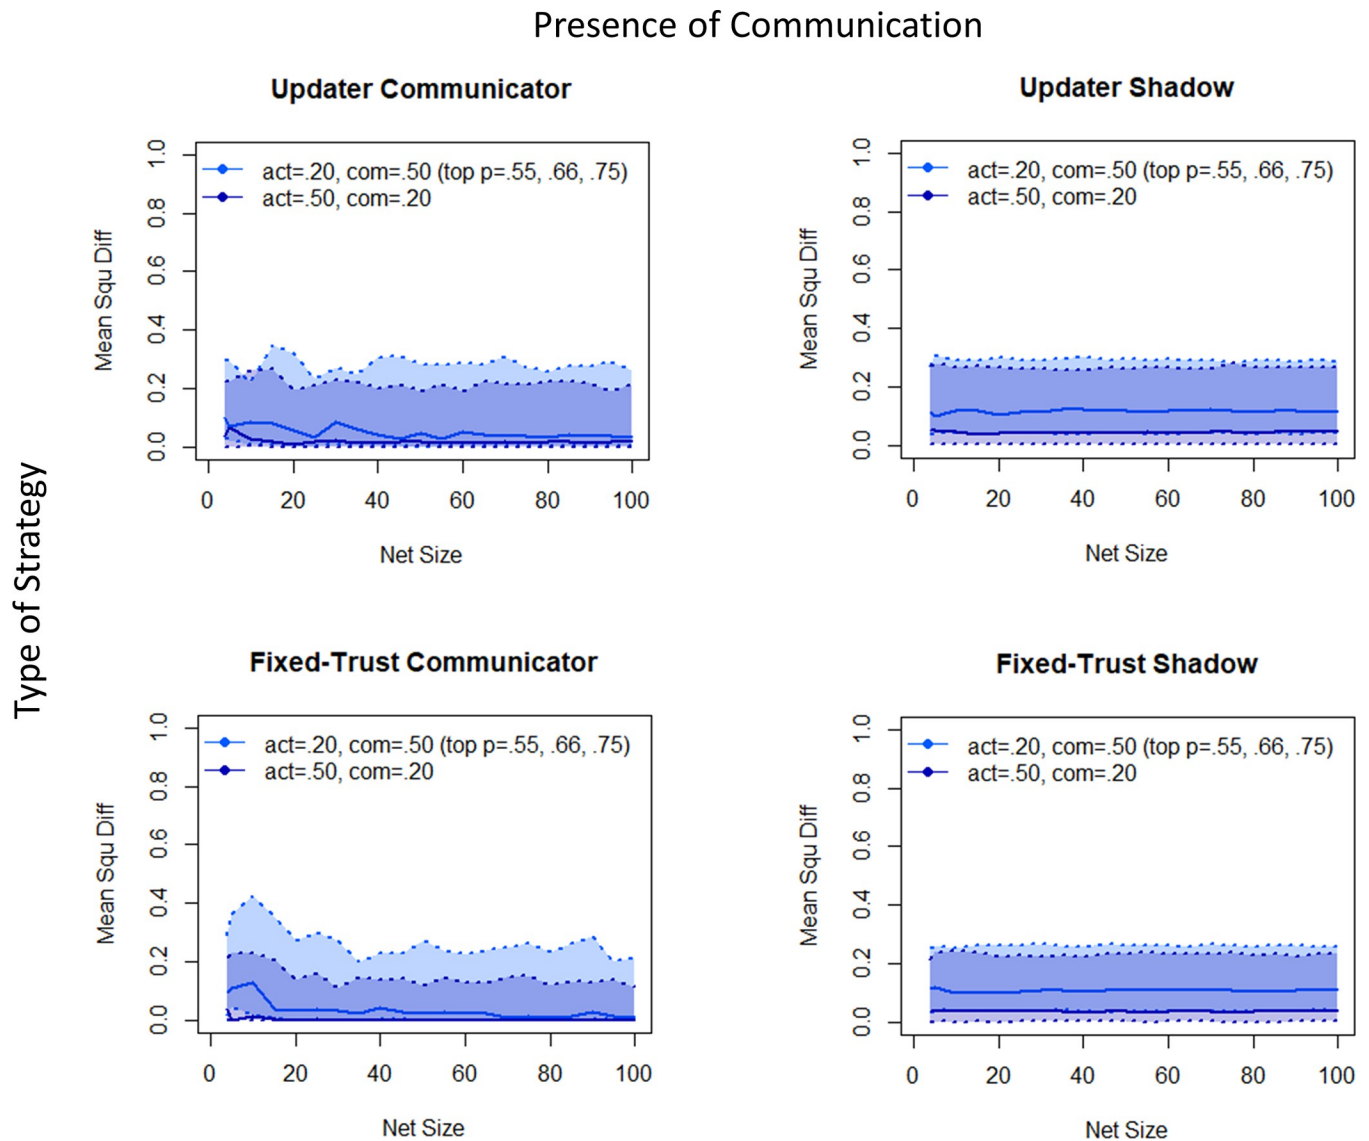 Presence of Communication
Type of Strategy
Updater Communicator
act=.20, com=.50 (top p=.55, .66, .75)
act=.50, com=.20
Mean Squ Diff
1.0
0.8
0.6
0.4
0.2
0.0
0 20 40 60 80 100
Net Size
Updater Shadow
act=.20, com=.50 (top p=.55, .66, .75)
act=.50, com=.20
Mean Squ Diff
1.0
0.8
0.6
0.4
0.2
0.0
0 20 40 60 80 100
Net Size
Fixed-Trust Communicator
act=.20, com=.50 (top p=.55, .66, .75)
act=.50, com=.20
Mean Squ Diff
1.0
0.8
0.6
0.4
0.2
0.0
0 20 40 60 80 100
Net Size
Fixed-Trust Shadow
act=.20, com=.50 (top p=.55, .66, .75)
act=.50, com=.20
Mean Squ Diff
1.0
0.8
0.6
0.4
0.2
0.0
0 20 40 60 80 100
Net Size